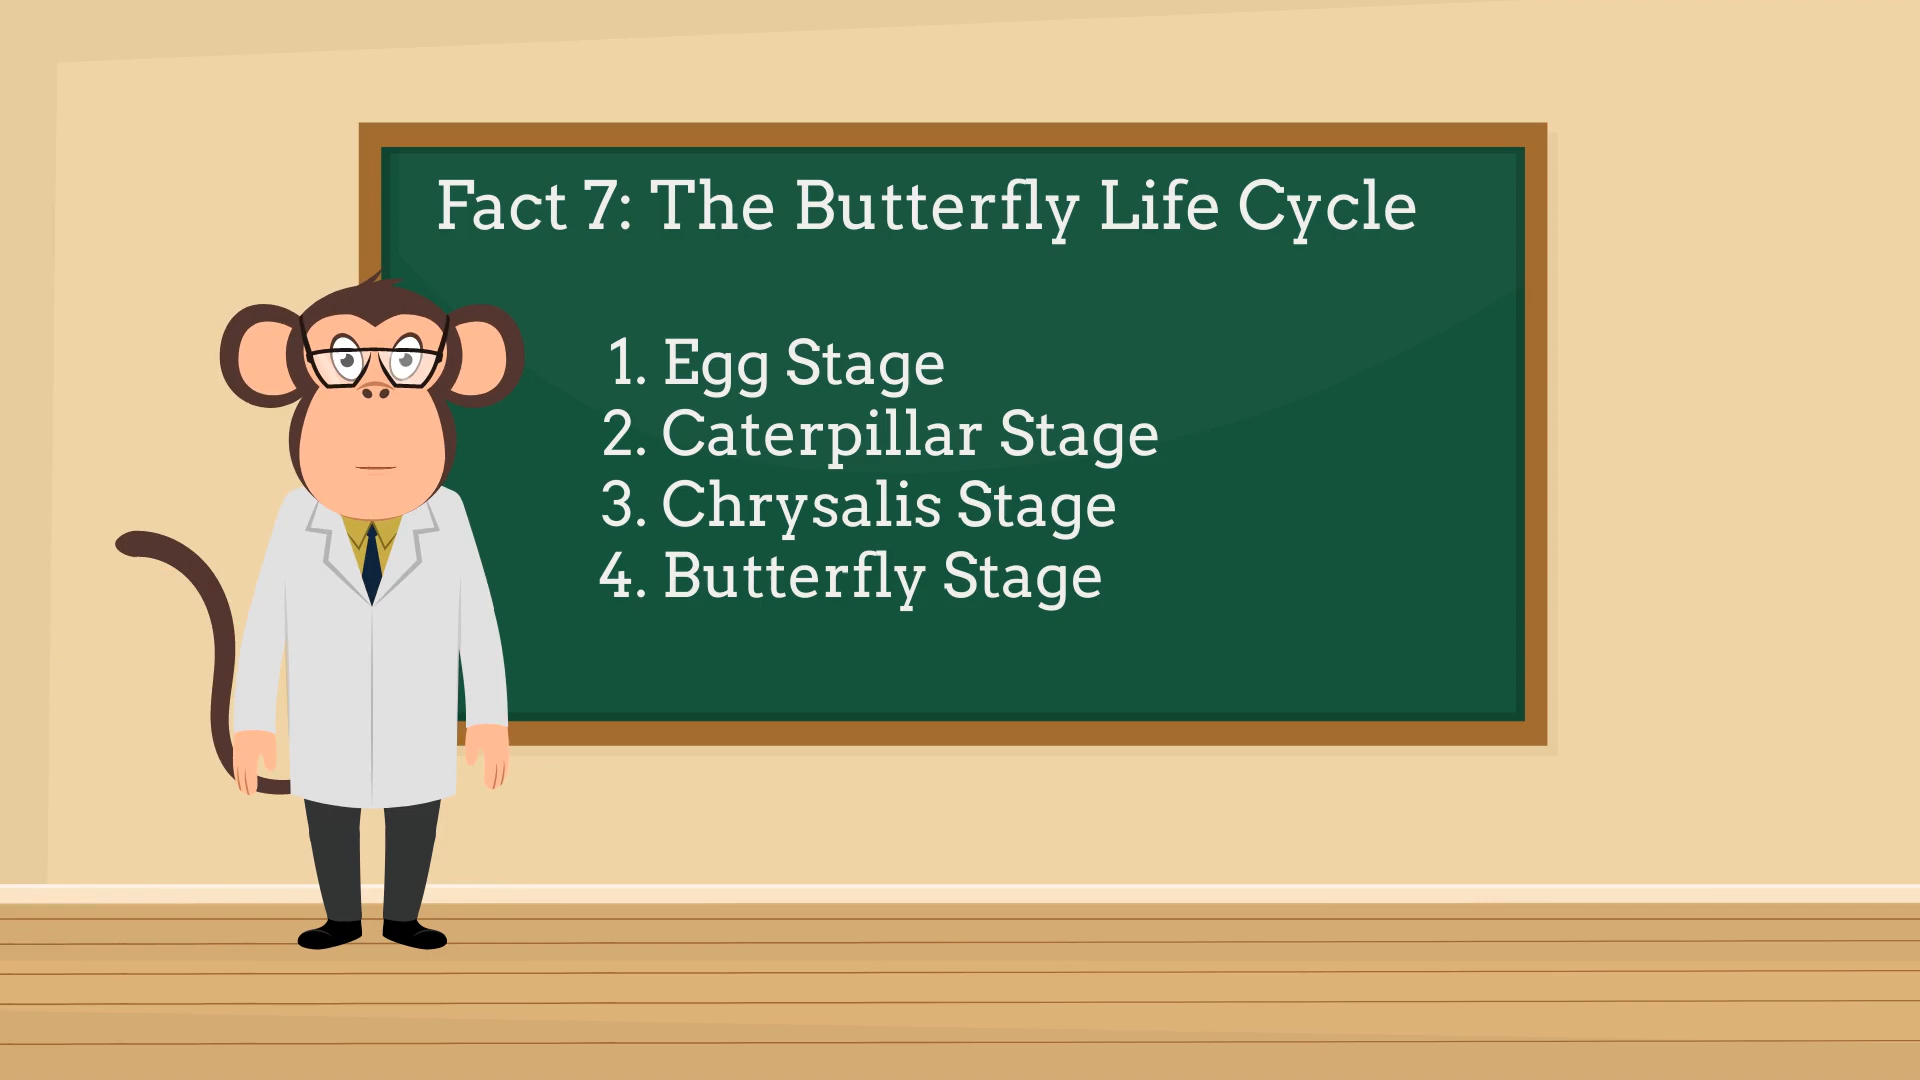 Fact 7: The Butterfly Life Cycle
1. Egg Stage
2. Caterpillar Stage
3. Chrysalis Stage
4. Butterfly Stage